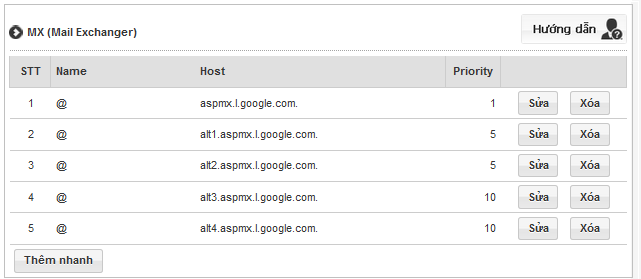 MX (Mail Exchanger) Hướng dẫn
STT Name Host Priority
1 @ aspmx.l.google.com. 1 Sửa Xóa
2 @ alt1.aspmx.l.google.com. 5 Sửa Xóa
3 @ alt2.aspmx.l.google.com. 5 Sửa Xóa
4 @ alt3.aspmx.l.google.com. 10 Sửa Xóa
5 @ alt4.aspmx.l.google.com. 10 Sửa Xóa
Thêm nhanh